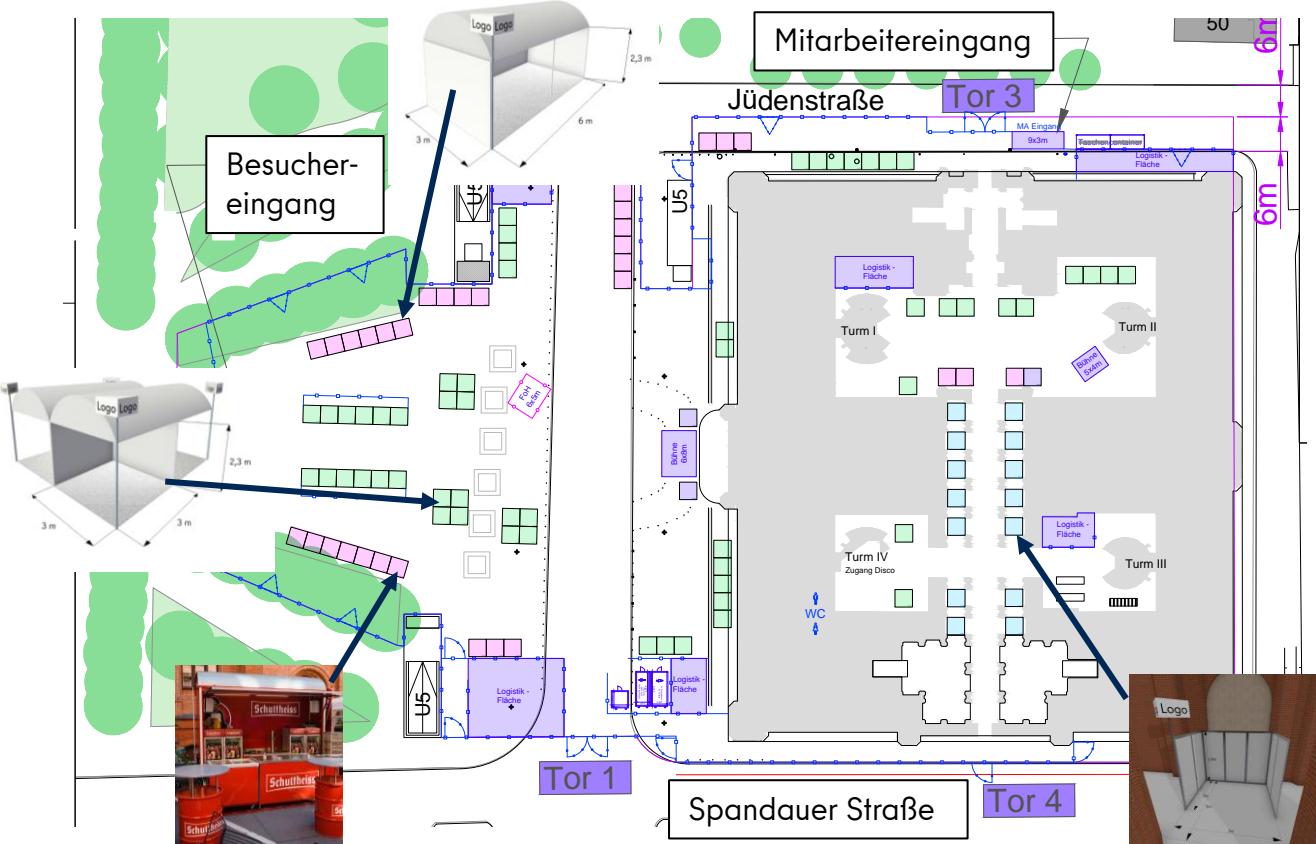 Logo Logo
2,3 m
3 m
6 m
Mitarbeitereingang
50
6m
6m
Jüdenstraße
Tor 3
MA Eingang
9x3m
Taschencontainer
Logistik -
Fläche
Besucher-
eingang
U5
U5
Logistik -
Fläche
Turm I
Turm II
Bühne
5x4m
FoH
6x5m
Logo Logo
2,3 m
3 m
3 m
Bühne
6x8m
Logistik -
Fläche
Turm IV
Zugang Disco
Turm III
WC
U5
Logistik -
Fläche
Logistik -
Fläche
Schultheiss
Schultheiss
Logo
Tor 1
Spandauer Straße
Tor 4